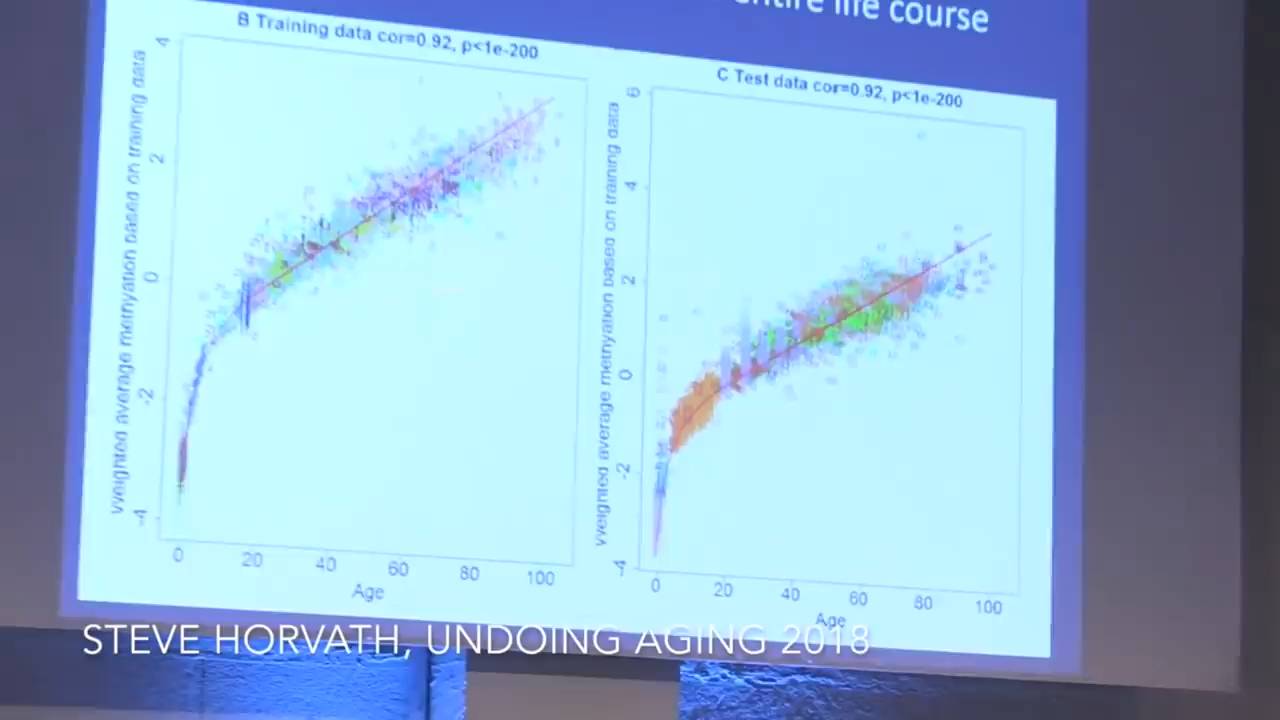 entire life course
B Training data cor=0.92, p<1e-200
weighted average methylation based on training data
4
2
0
-2
-4
0 20 40 60 80 100
Age
C Test data cor=0.92, p<1e-200
weighted average methylation based on training data
6
4
2
0
-2
-4
0 20 40 60 80 100
Age
STEVE HORVATH, UNDOING AGING 2018